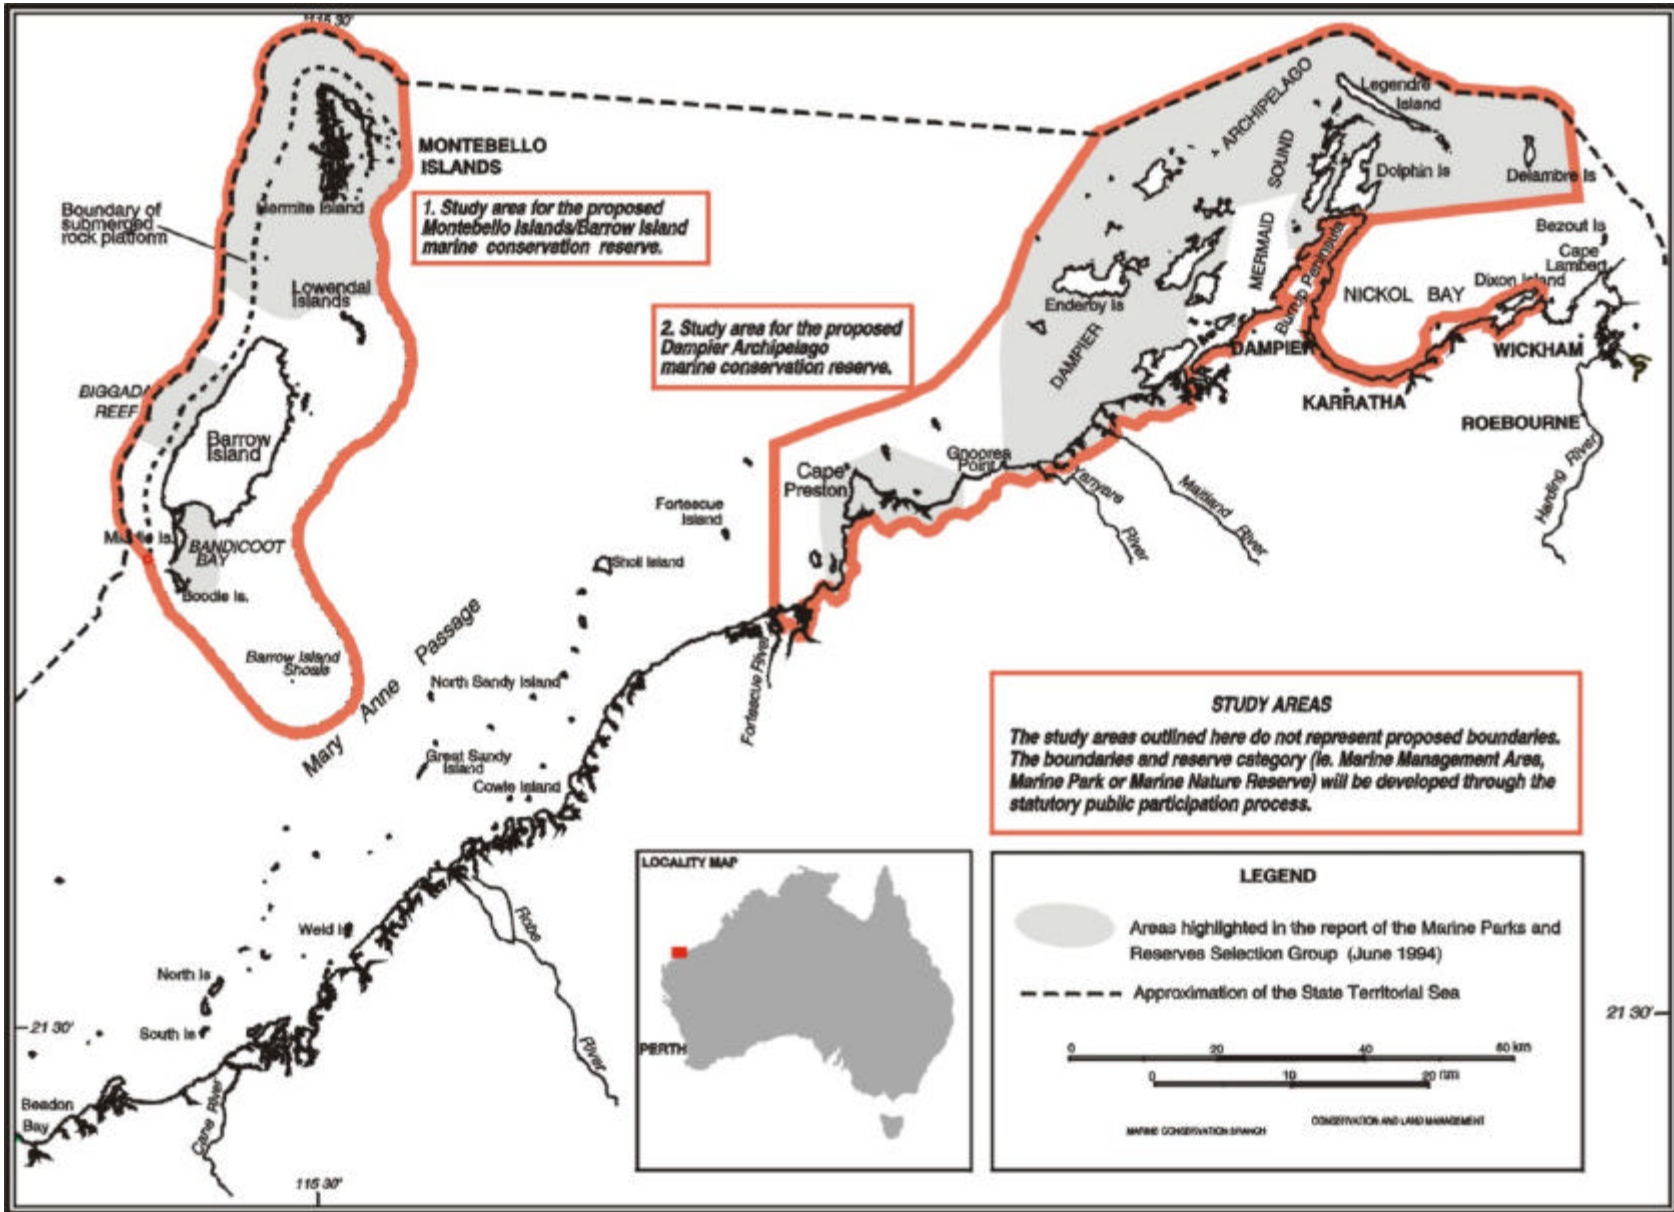 115 30'
MONTEBELLO
ISLANDS
1. Study area for the proposed
Montebello Islands/Barrow Island
marine conservation reserve.
Boundary of
submerged
rock platform
Hermite Island
Lowendal
Islands
BIGGADA
REEF
Barrow
Island
Middle Is.
BANDICOOT
BAY
Boodie Is.
Barrow Island
Shoals
Mary Anne Passage
2. Study area for the proposed
Dampier Archipelago
marine conservation reserve.
DAMPIER ARCHIPELAGO
Legendre
Island
MERMAID SOUND
Dolphin Is
Delambre Is
Enderby Is
Burrup Peninsula
NICKOL BAY
Bezout Is
Cape
Lambert
Dixon Island
DAMPIER
WICKHAM
KARRATHA
ROEBOURNE
Harding River
Maitland River
Yanyare River
Gnoorea
Point
Cape
Preston
Fortescue
Island
Sholl Island
Fortescue River
North Sandy Island
Great Sandy
Island
Cowle Island
Weld Is
Robe River
North Is
South Is
Cane River
Beadon
Bay
21 30'
115 30'
STUDY AREAS
The study areas outlined here do not represent proposed boundaries.
The boundaries and reserve category (ie. Marine Management Area,
Marine Park or Marine Nature Reserve) will be developed through the
statutory public participation process.
LOCALITY MAP
PERTH
LEGEND
Areas highlighted in the report of the Marine Parks and
Reserves Selection Group (June 1994)
Approximation of the State Territorial Sea
0 20 40 60 km
0 10 20 nm
MARINE CONSERVATION BRANCH
CONSERVATION AND LAND MANAGEMENT
21 30'